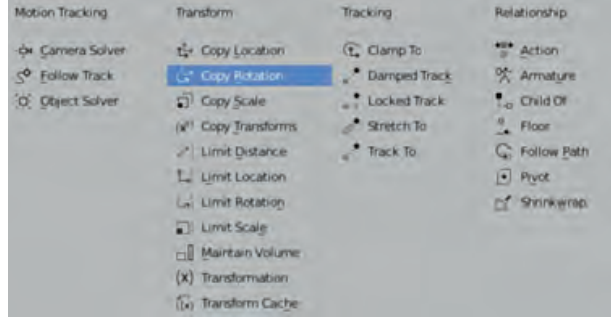 Motion Tracking
Camera Solver
Follow Track
Object Solver
Transform
Copy Location
Copy Rotation
Copy Scale
Copy Transforms
Limit Distance
Limit Location
Limit Rotation
Limit Scale
Maintain Volume
Transformation
Transform Cache
Tracking
Clamp To
Damped Track
Locked Track
Stretch To
Track To
Relationship
Action
Armature
Child Of
Floor
Follow Path
Pivot
Shrinkwrap